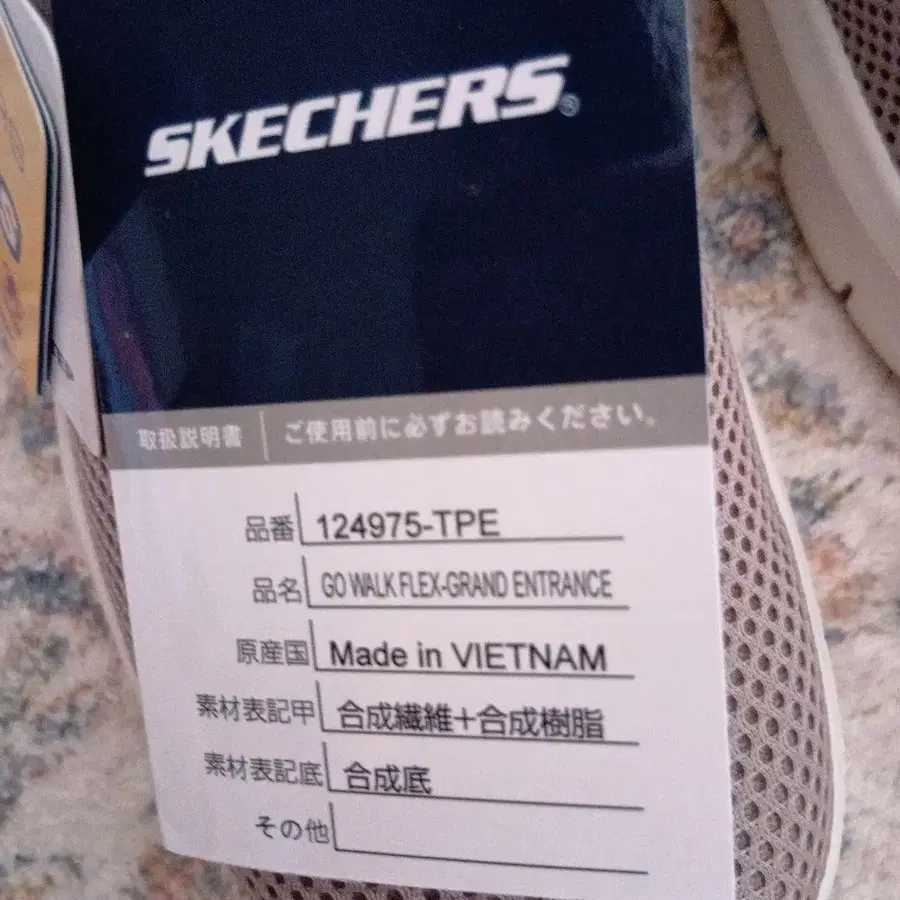 SKECHERS®
取扱説明書 ご使用前に必ずお読みください。
品番 124975-TPE
品名 GO WALK FLEX-GRAND ENTRANCE
原産国 Made in VIETNAM
素材表記甲 合成繊維+合成樹脂
素材表記底 合成底
その他